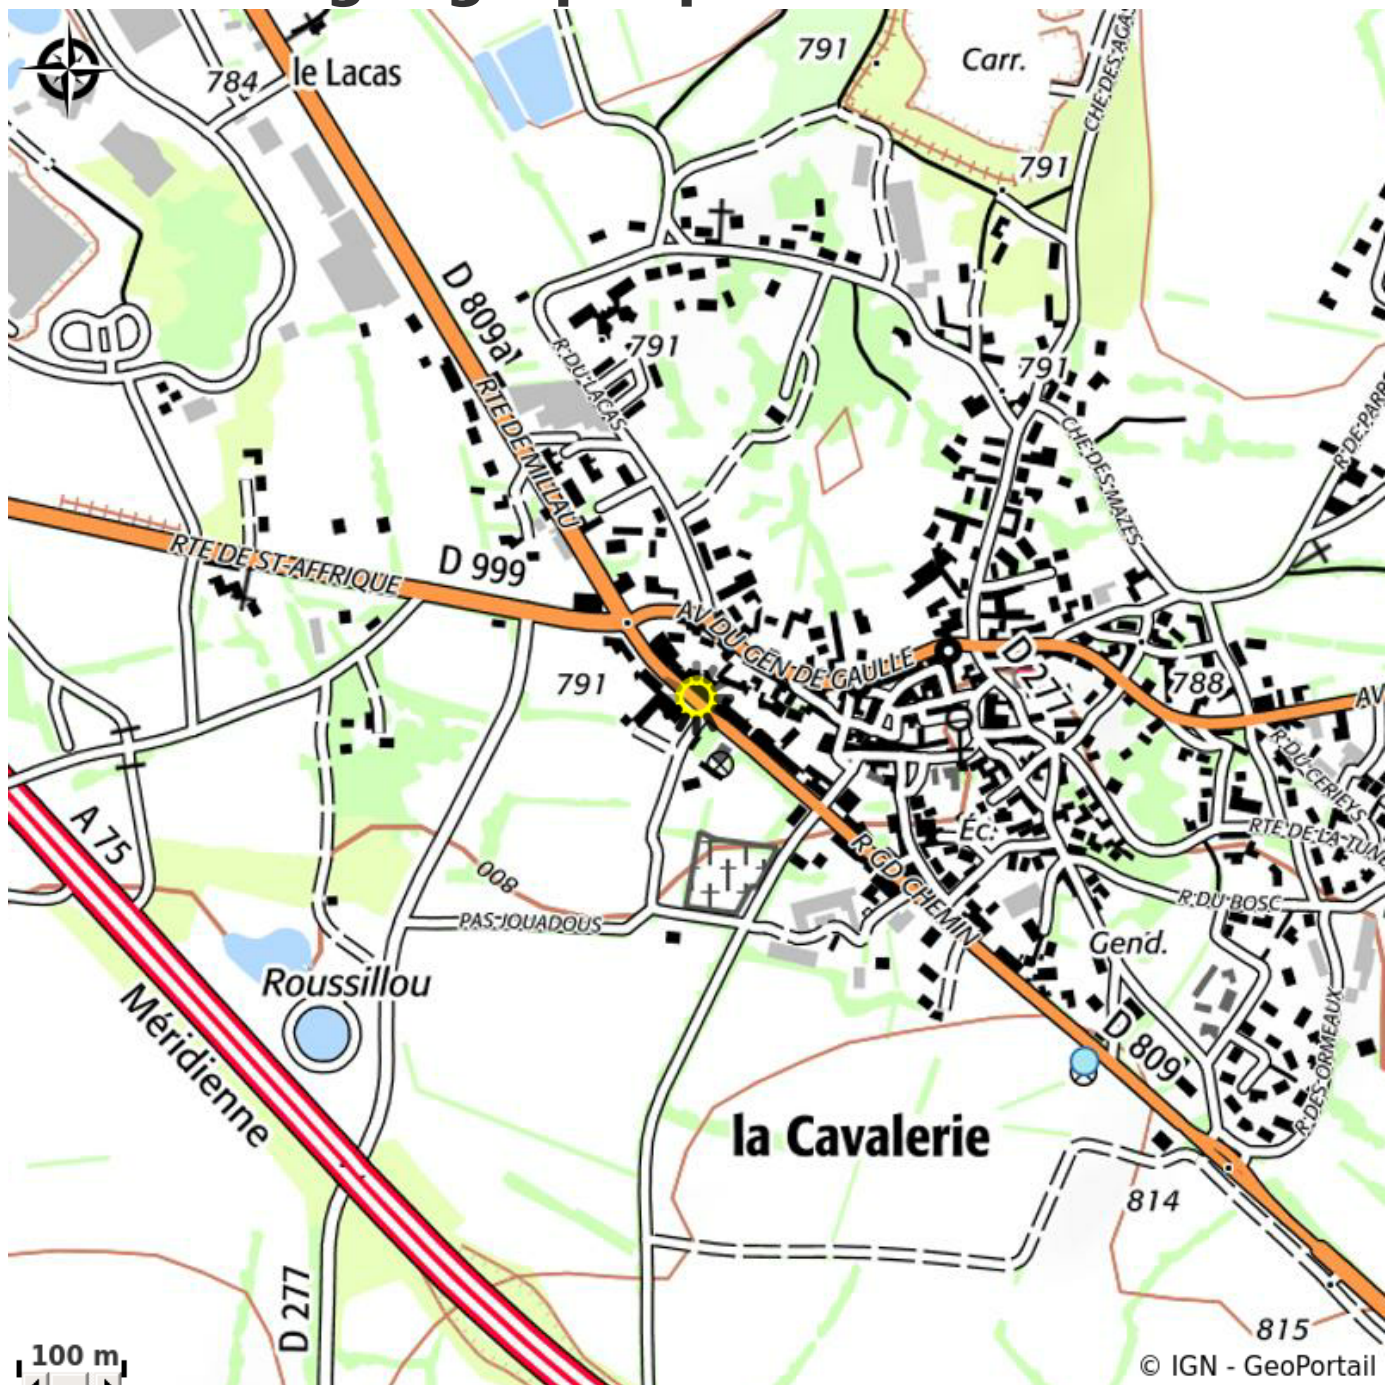 791
Carr.
784
le Lacas
CHE DES AGAS
791
D 809a1
791
R DU LACAS
791
RTE DE MILLAU
CHE DES MAZES
R DE PARR
RTE DE ST-AFFRIQUE
D 999
AV DU GÉN DE GAULLE
D 277
791
788
AV
R DU CERIEYS
A 75
Éc.
RTE DE LA TUNE
R GD CHEMIN
800
R DU BOSC
PAS JOUADOUS
Gend.
Roussillou
Méridienne
D 809
R DES ORMEAUX
la Cavalerie
814
D 277
815
100 m
© IGN - GeoPortail